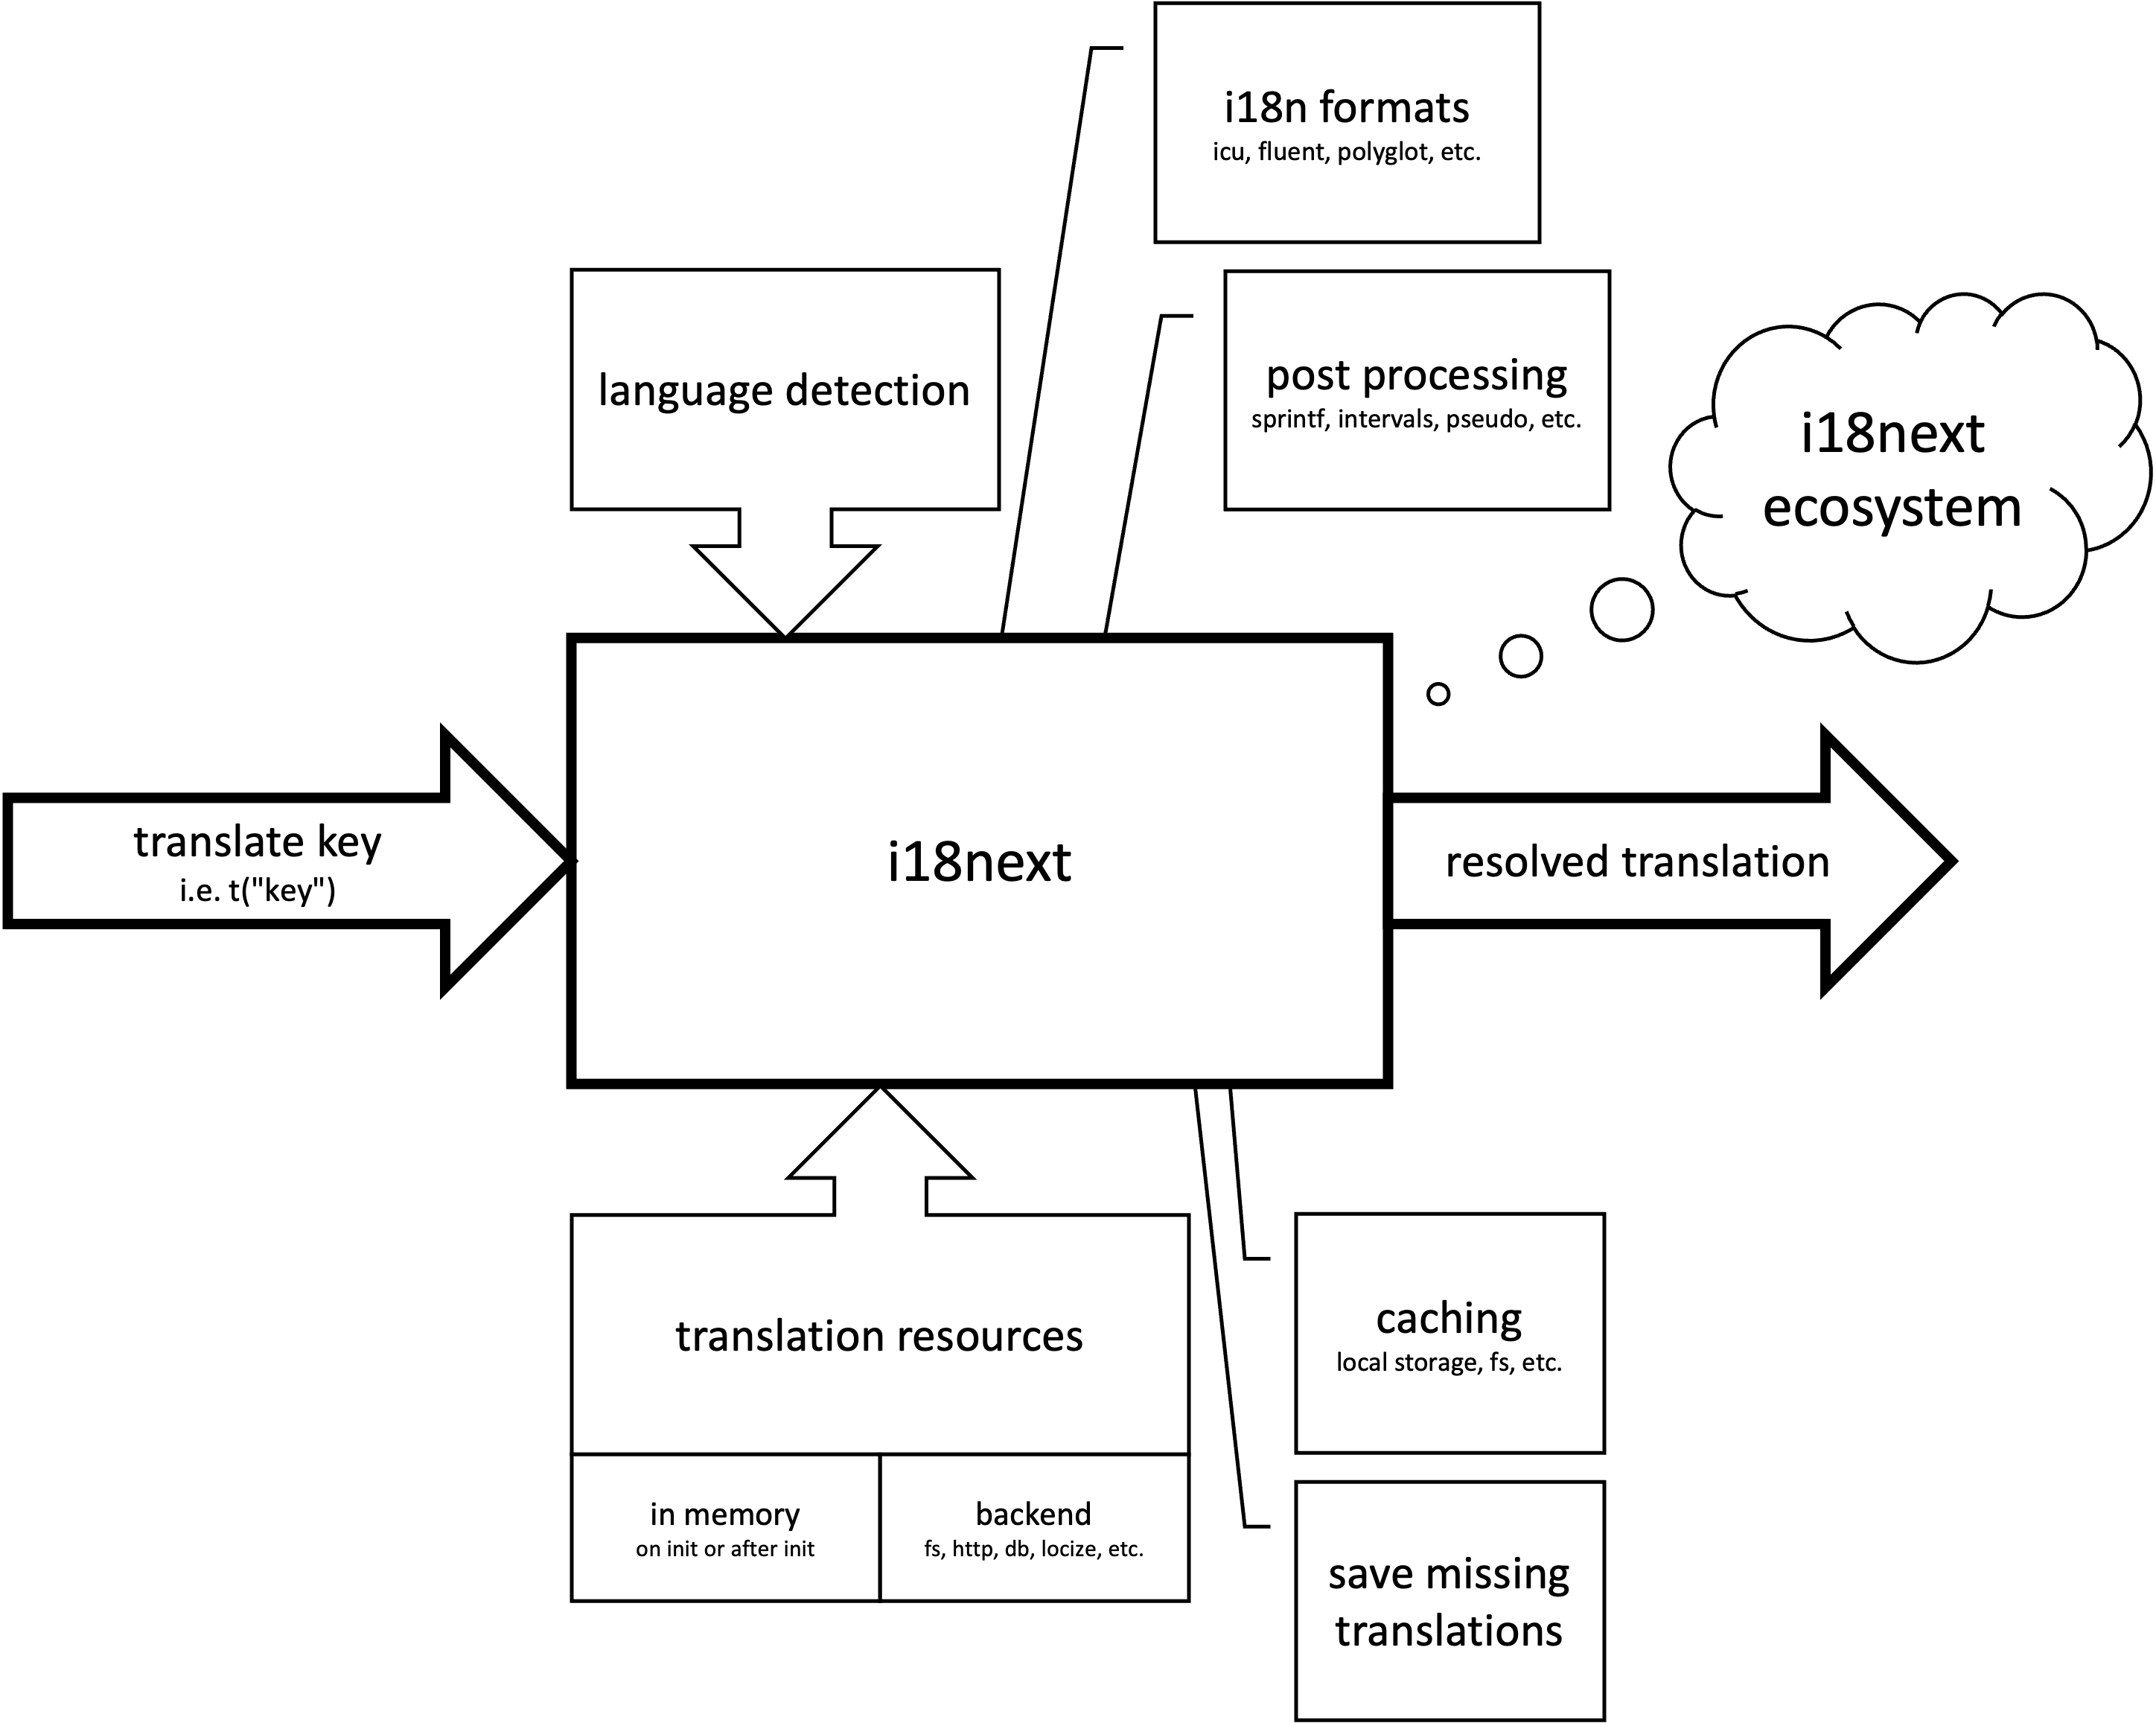 i18n formats
icu, fluent, polyglot, etc.
language detection
post processing
sprintf, intervals, pseudo, etc.
i18next
ecosystem
translate key
i.e. t("key")
i18next
resolved translation
translation resources
in memory
on init or after init
backend
fs, http, db, locize, etc.
caching
local storage, fs, etc.
save missing
translations